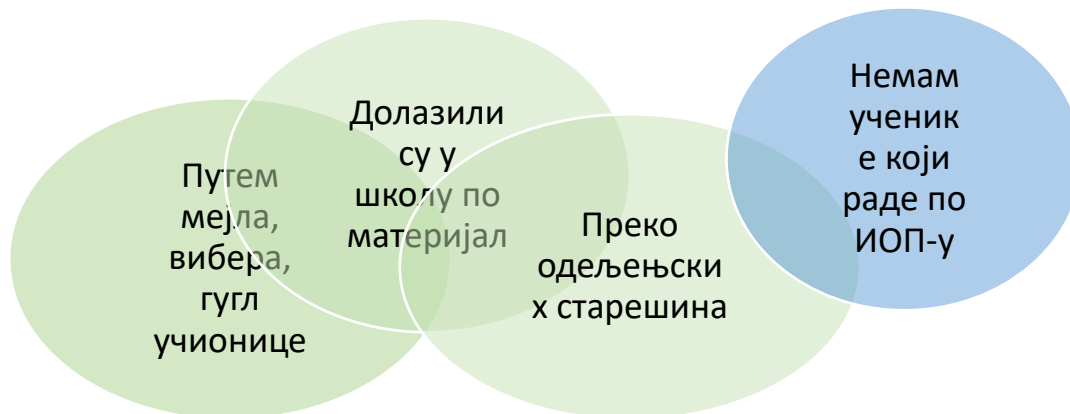 Путем
мејла,
вибера,
гугл
учионице
Долазили
су у
школу по
материјал
Преко
одељењски
х старешина
Немам
ученик
е који
раде по
ИОП-у